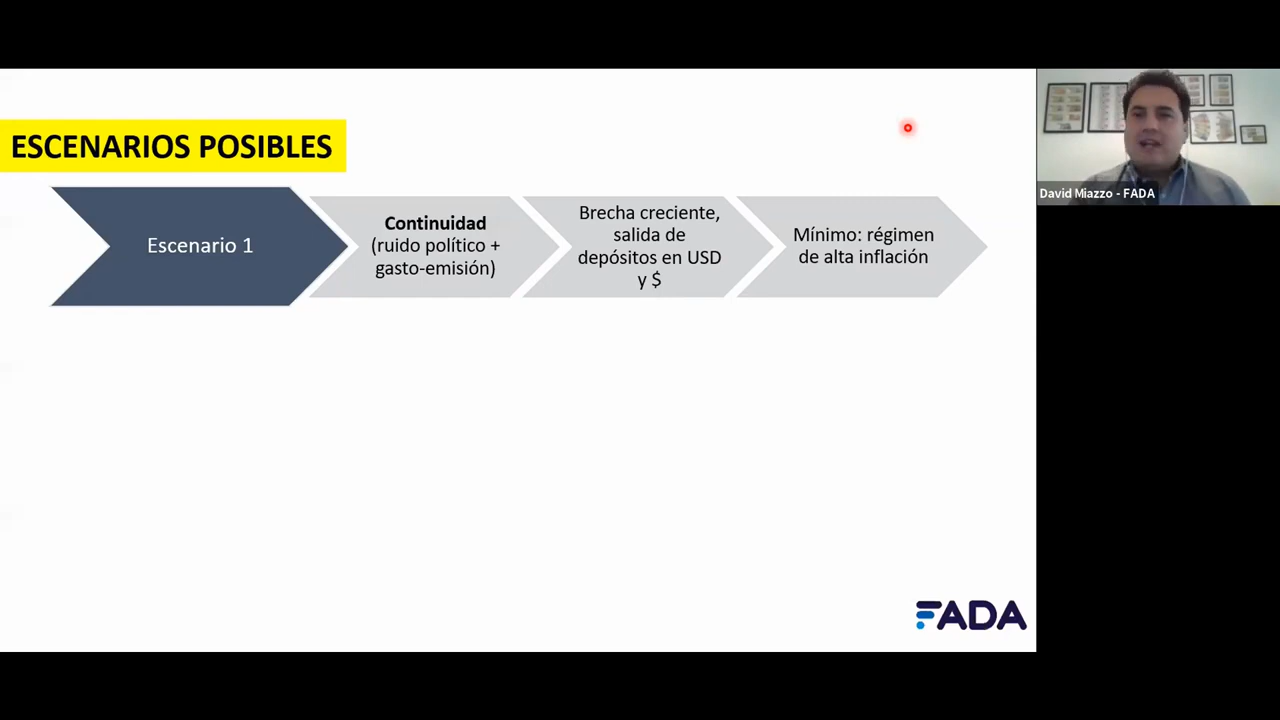 ESCENARIOS POSIBLES
Escenario 1
Continuidad
(ruido político +
gasto-emisión)
Brecha creciente,
salida de
depósitos en USD
y $
Mínimo: régimen
de alta inflación
David Miazzo - FADA
FADA